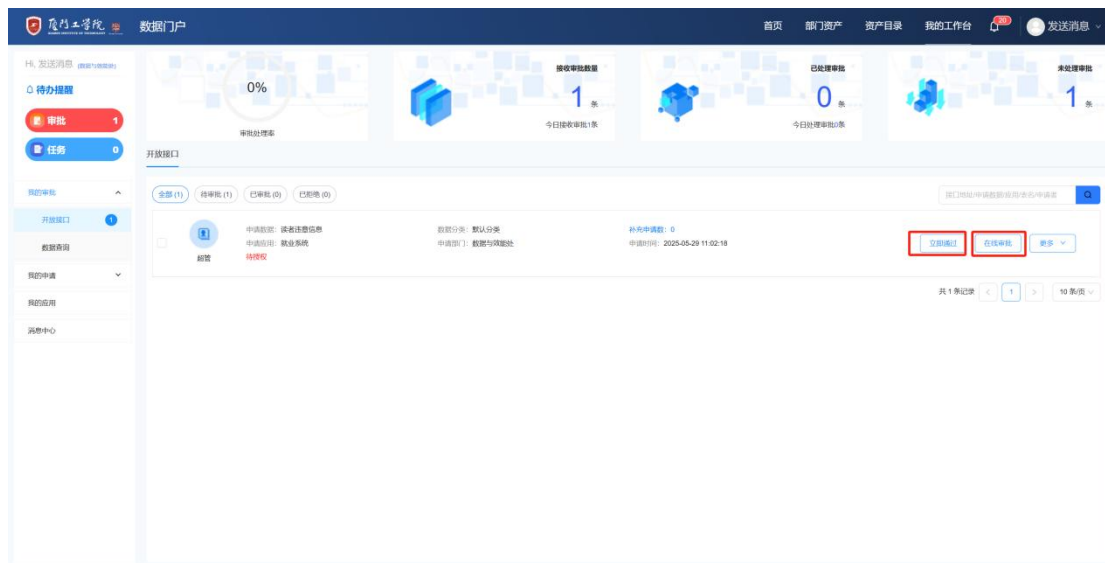 厦门工学院
数据门户
首页 部门资产 资产目录 我的工作台 20 发送消息
Hi, 发送消息
待办提醒
审批 1
任务 0
我的审批
开放接口 1
数据查询
我的申请
我的应用
消息中心
0%
审批处理率
接收审批数量
1 条
今日接收审批1条
已处理审批
0 条
今日处理审批0条
未处理审批
1 条
开放接口
全部 (1) 待审批 (1) 已审批 (0) 已拒绝 (0)
超管
申请数据: 读者违章信息
申请应用: 就业系统
待授权
数据分类: 默认分类
申请部门: 数据与效能处
补充申请数: 0
申请时间: 2025-05-29 11:02:18
立即通过 在线审批 更多
共 1 条记录 < 1 > 10 条/页